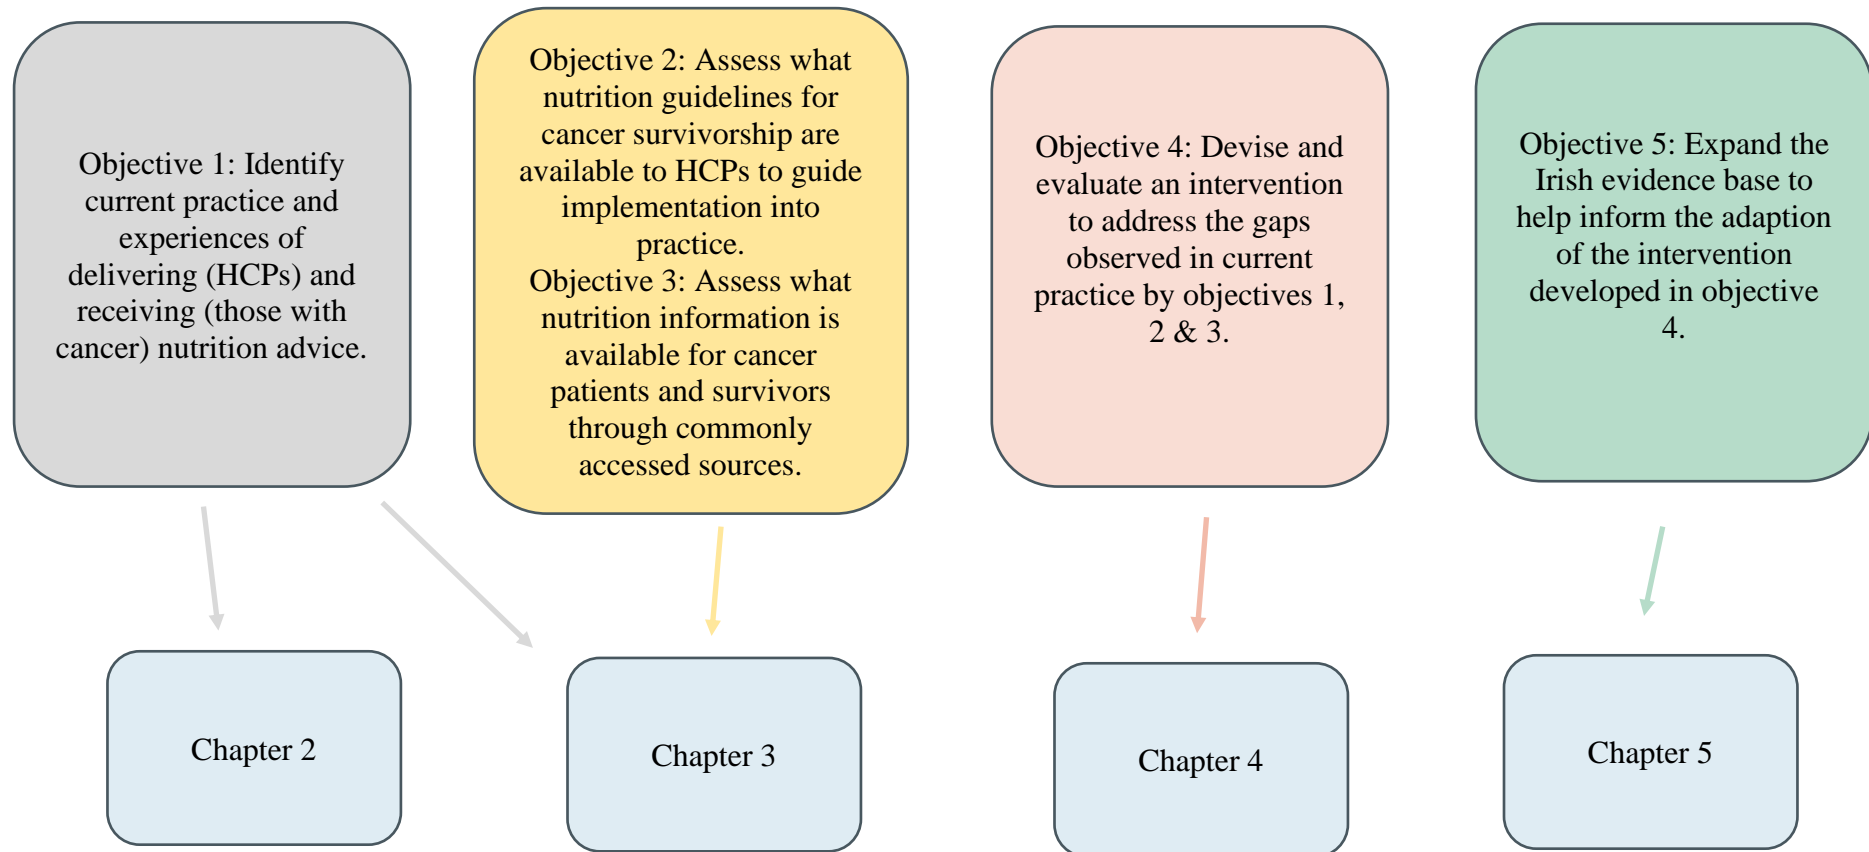 Objective 1: Identify
current practice and
experiences of
delivering (HCPs) and
receiving (those with
cancer) nutrition advice.
Objective 2: Assess what
nutrition guidelines for
cancer survivorship are
available to HCPs to guide
implementation into
practice.
Objective 3: Assess what
nutrition information is
available for cancer
patients and survivors
through commonly
accessed sources.
Objective 4: Devise and
evaluate an intervention
to address the gaps
observed in current
practice by objectives 1,
2 & 3.
Objective 5: Expand the
Irish evidence base to
help inform the adaption
of the intervention
developed in objective
4.
Chapter 2
Chapter 3
Chapter 4
Chapter 5